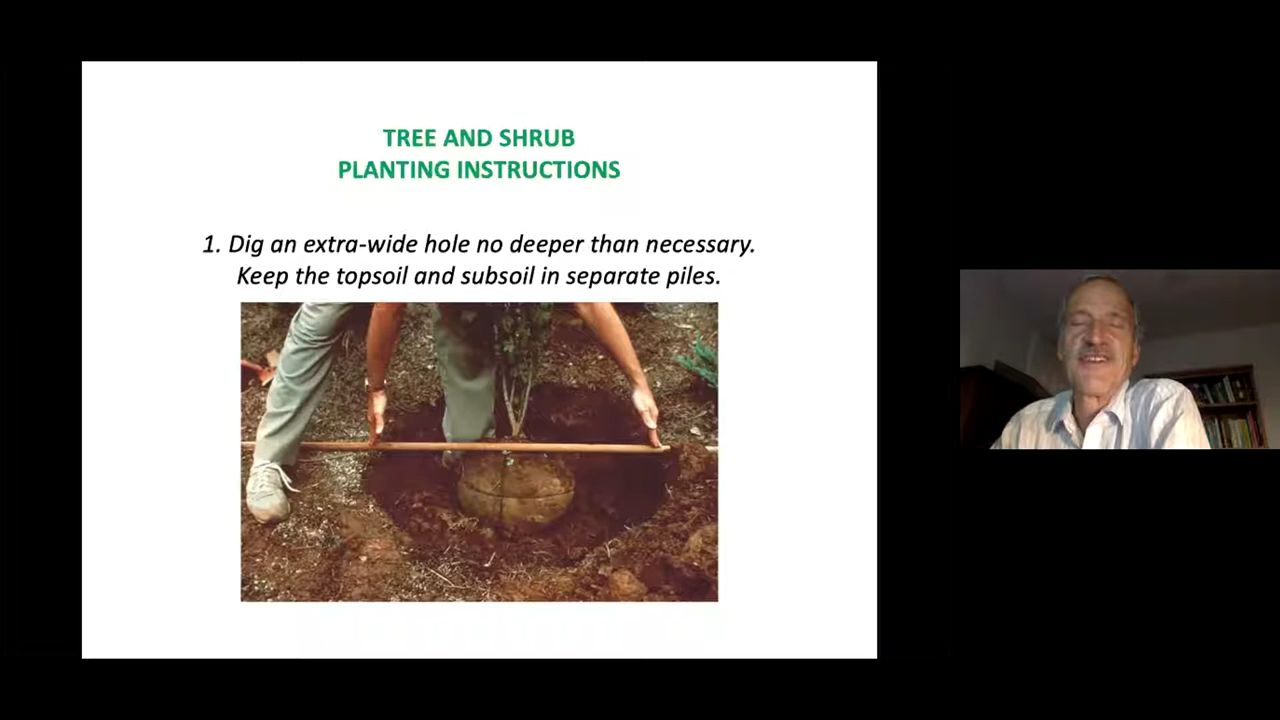 TREE AND SHRUB
PLANTING INSTRUCTIONS
1. Dig an extra-wide hole no deeper than necessary.
Keep the topsoil and subsoil in separate piles.